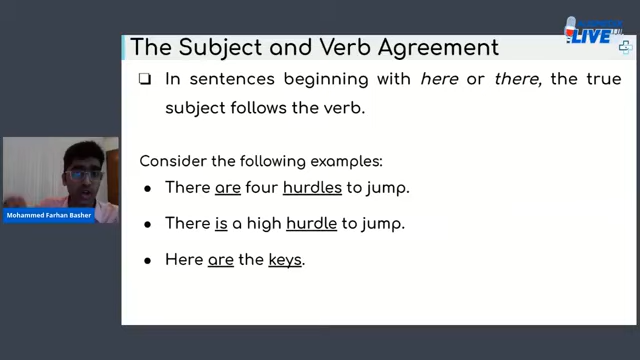 LIVE
The Subject and Verb Agreement
❑ In sentences beginning with here or there, the true
subject follows the verb.
Consider the following examples:
● There are four hurdles to jump.
● There is a high hurdle to jump.
● Here are the keys.
Mohammed Farhan Basher